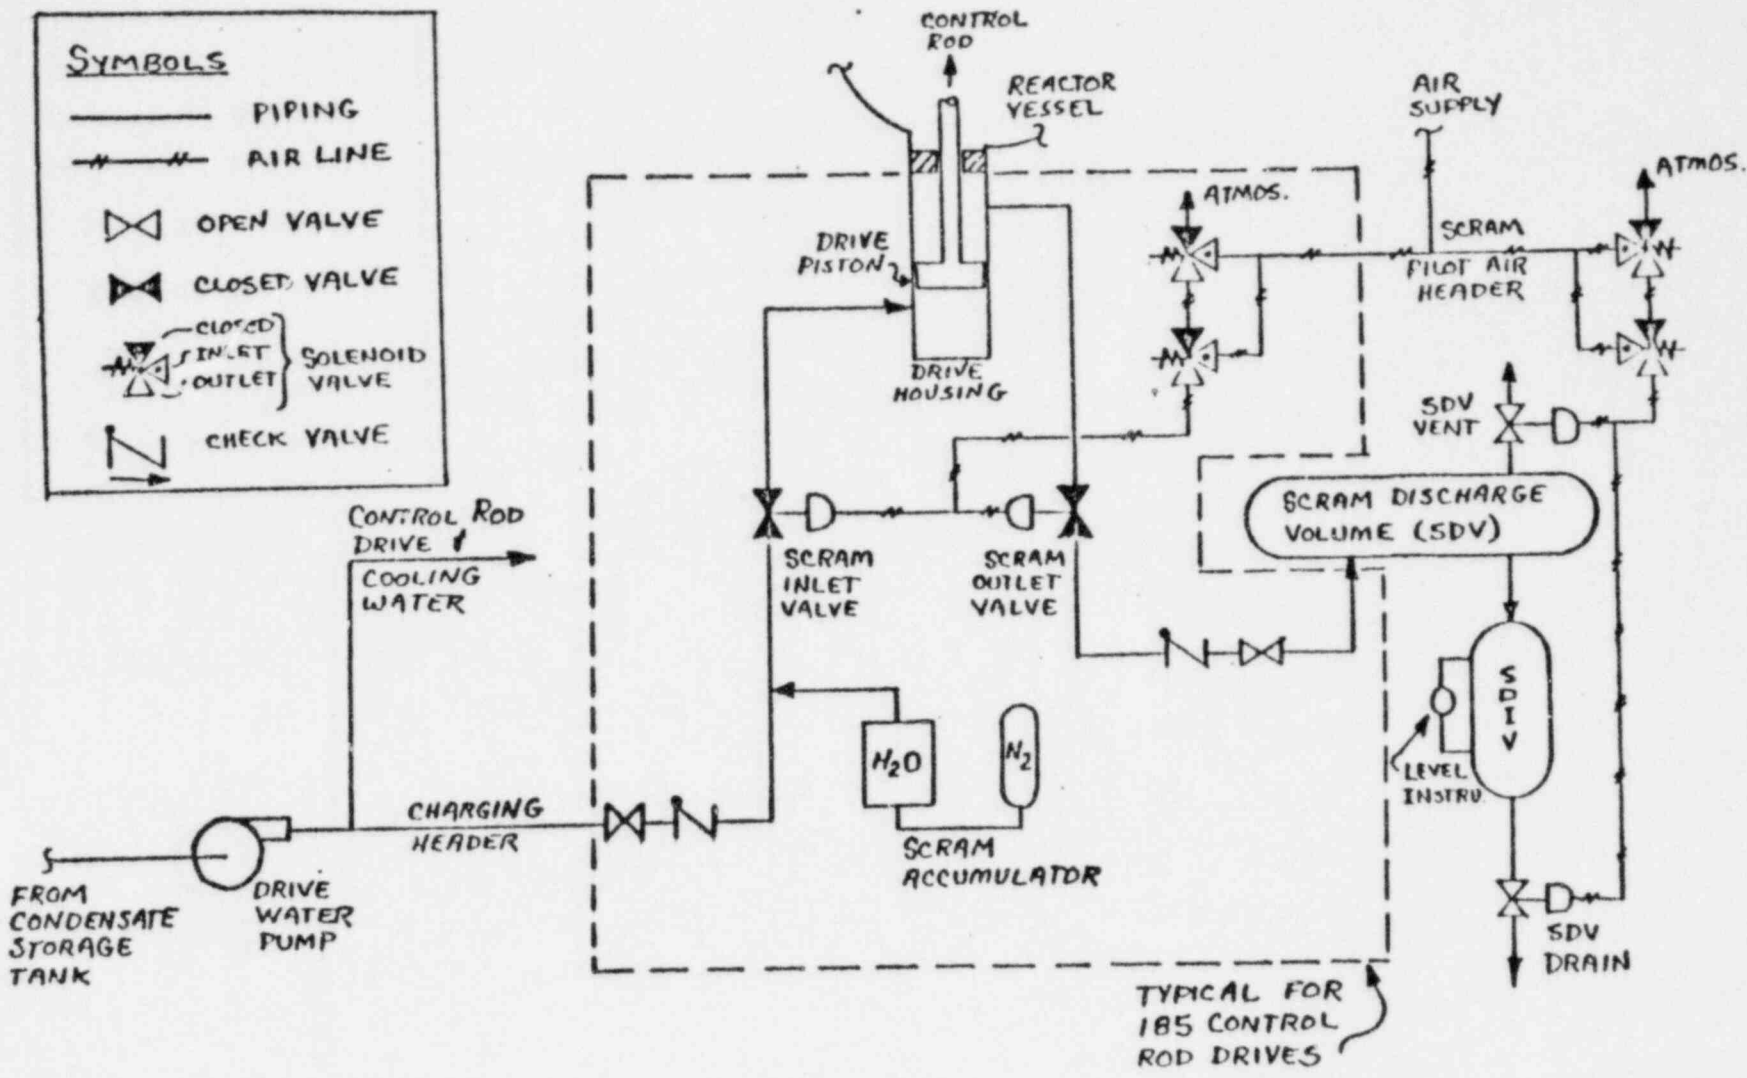 SYMBOLS
PIPING
AIR LINE
OPEN VALVE
CLOSED VALVE
CLOSED
INLET
OUTLET
SOLENOID
VALVE
CHECK VALVE
CONTROL
ROD
REACTOR
VESSEL
AIR
SUPPLY
ATMOS.
ATMOS.
DRIVE
PISTON
SCRAM
PILOT AIR
HEADER
DRIVE
HOUSING
SDV
VENT
SCRAM DISCHARGE
VOLUME (SDV)
CONTROL ROD
DRIVE
COOLING
WATER
SCRAM
INLET
VALVE
SCRAM
OUTLET
VALVE
SDIV
LEVEL
INSTRU.
H2O
N2
SCRAM
ACCUMULATOR
CHARGING
HEADER
FROM
CONDENSATE
STORAGE
TANK
DRIVE
WATER
PUMP
SDV
DRAIN
TYPICAL FOR
185 CONTROL
ROD DRIVES